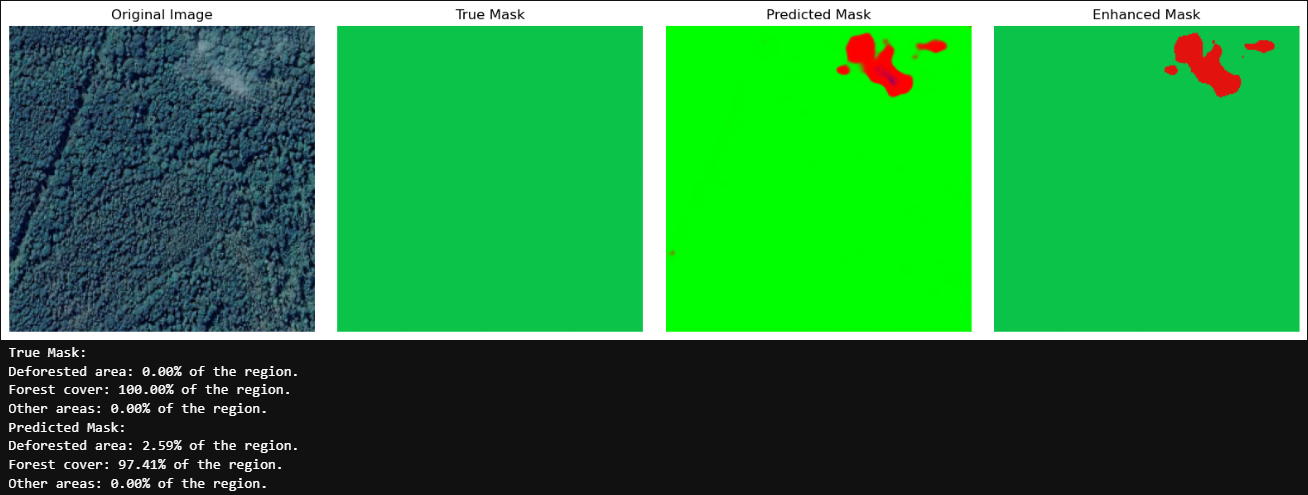 Original Image
True Mask
Predicted Mask
Enhanced Mask
True Mask:
Deforested area: 0.00% of the region.
Forest cover: 100.00% of the region.
Other areas: 0.00% of the region.
Predicted Mask:
Deforested area: 2.59% of the region.
Forest cover: 97.41% of the region.
Other areas: 0.00% of the region.